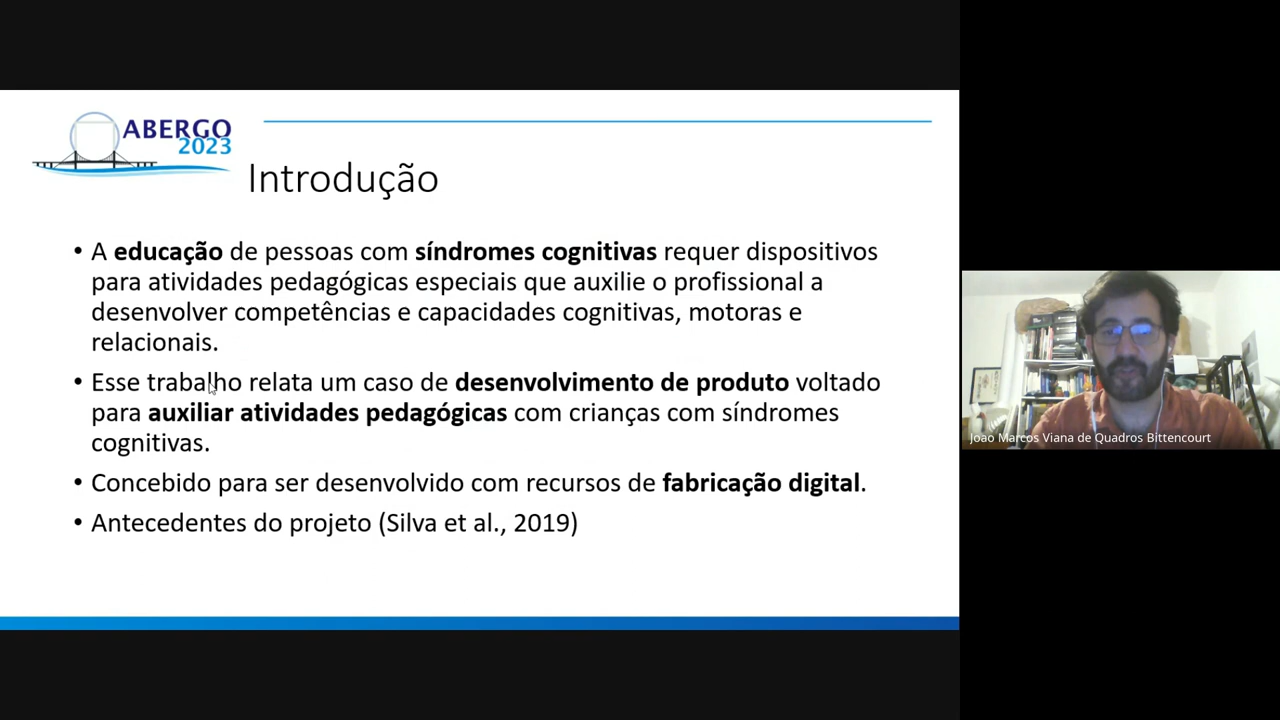 ABERGO
2023
Introdução
• A educação de pessoas com síndromes cognitivas requer dispositivos
para atividades pedagógicas especiais que auxilie o profissional a
desenvolver competências e capacidades cognitivas, motoras e
relacionais.
• Esse trabalho relata um caso de desenvolvimento de produto voltado
para auxiliar atividades pedagógicas com crianças com síndromes
cognitivas.
• Concebido para ser desenvolvido com recursos de fabricação digital.
• Antecedentes do projeto (Silva et al., 2019)
Joao Marcos Viana de Quadros Bittencourt